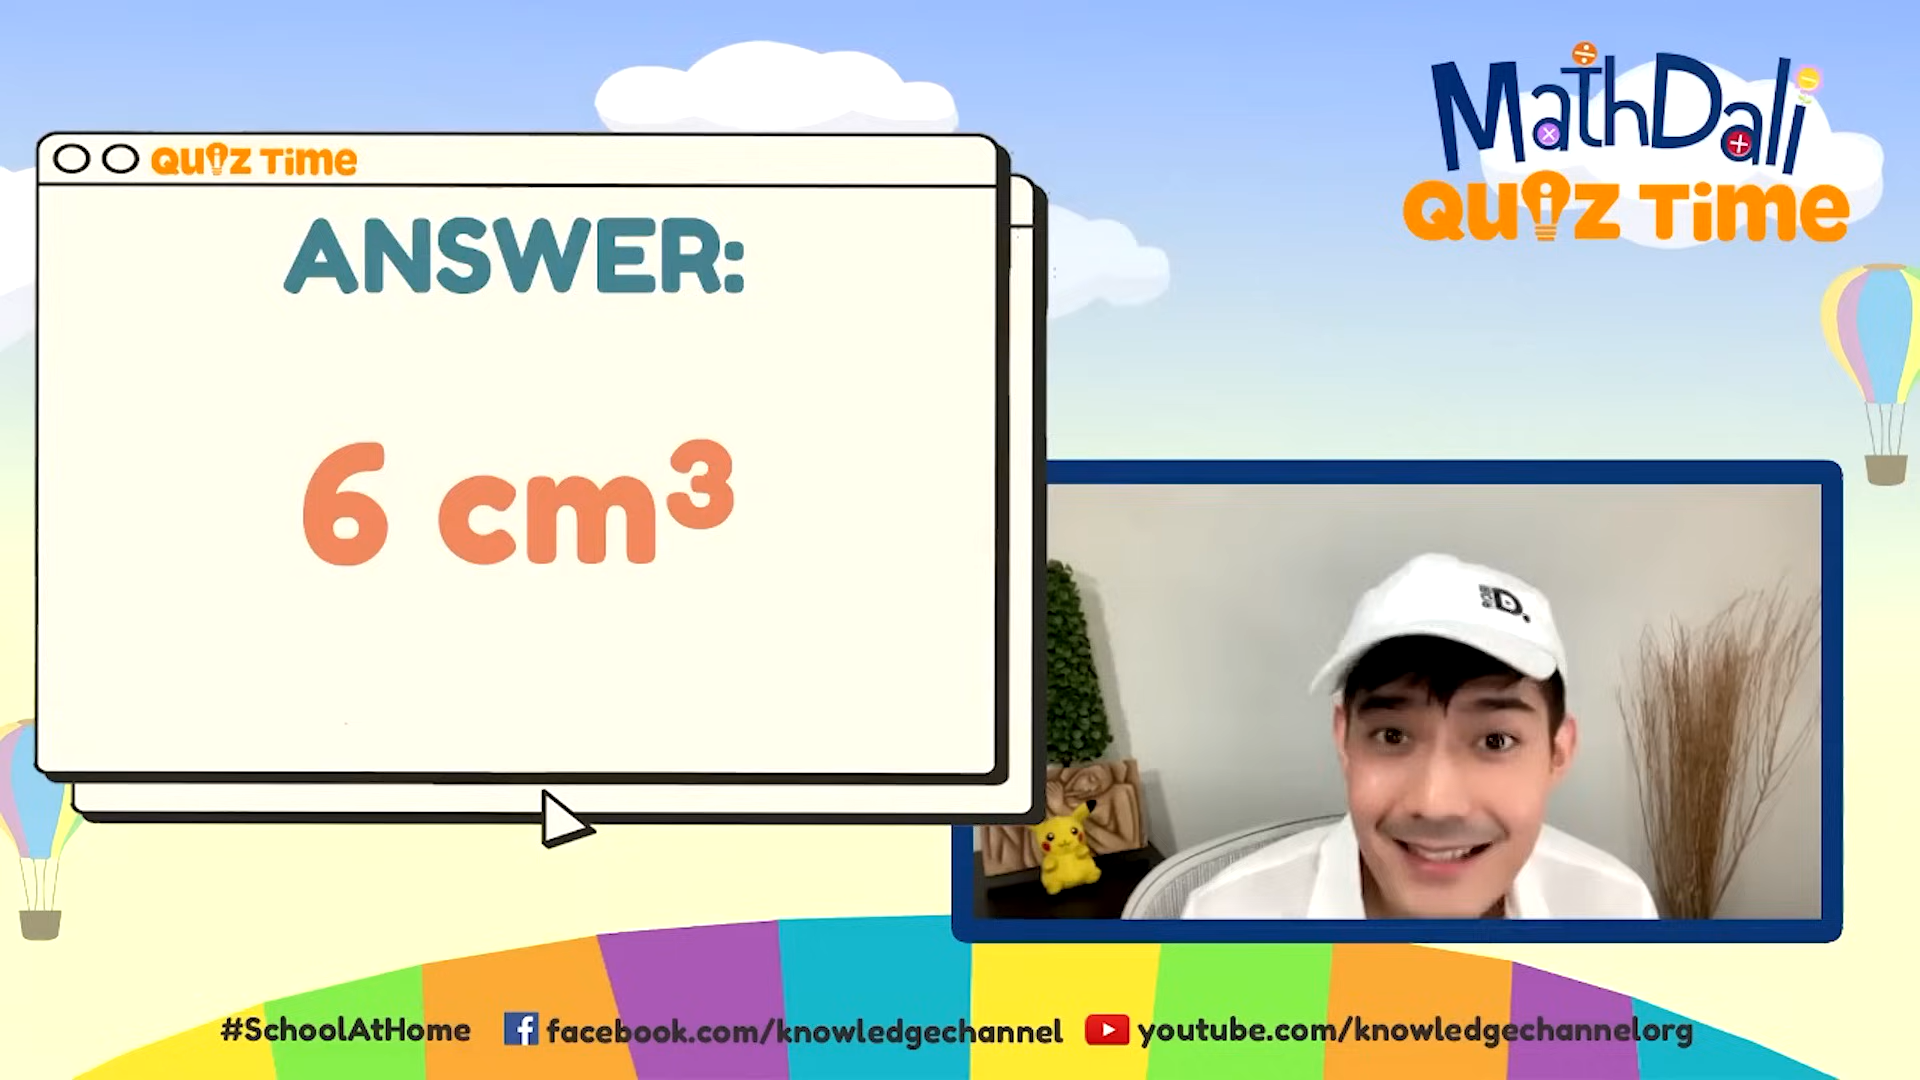 MathDali
QUIZ Time
QUIZ Time
ANSWER:
6 cm³
D.
#SchoolAtHome
facebook.com/knowledgechannel
youtube.com/knowledgechannelorg